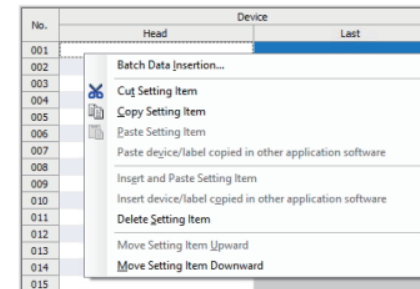 No.
Device
Head
Last
001
002
003
004
005
006
007
008
009
010
011
012
013
014
015
Batch Data Insertion...
Cut Setting Item
Copy Setting Item
Paste Setting Item
Paste device/label copied in other application software
Insert and Paste Setting Item
Insert device/label copied in other application software
Delete Setting Item
Move Setting Item Upward
Move Setting Item Downward